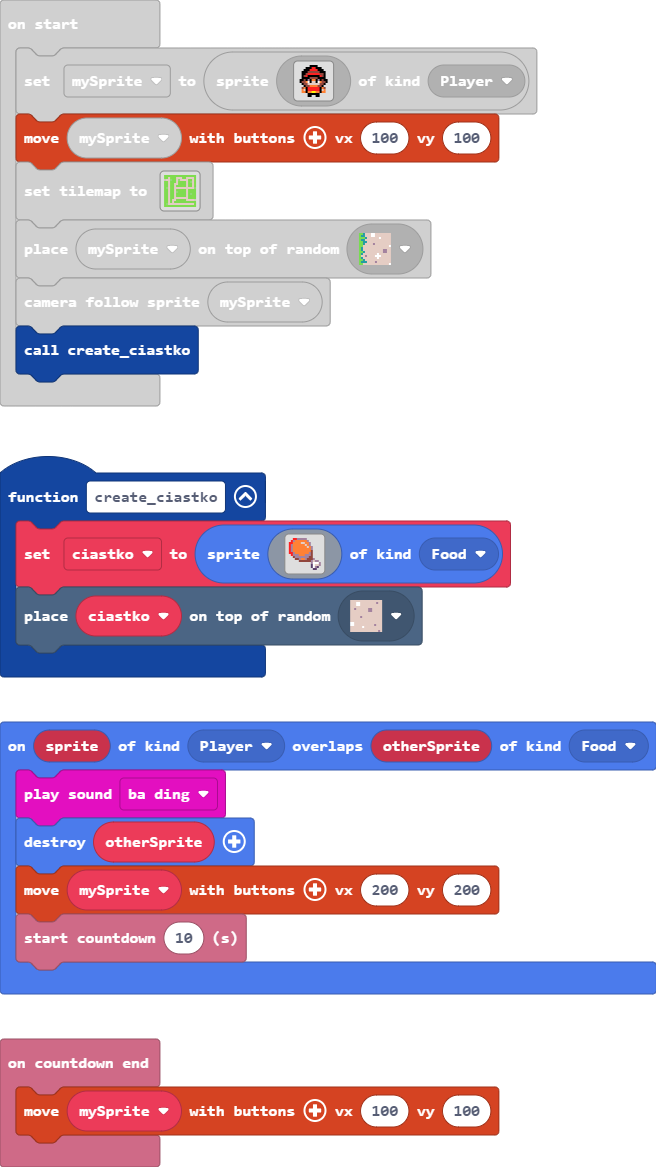 on start
set mySprite to sprite of kind Player
move mySprite with buttons vx 100 vy 100
set tilemap to
place mySprite on top of random
camera follow sprite mySprite
call create_ciastko
function create_ciastko
set ciastko to sprite of kind Food
place ciastko on top of random
on sprite of kind Player overlaps otherSprite of kind Food
play sound ba ding
destroy otherSprite
move mySprite with buttons vx 200 vy 200
start countdown 10 (s)
on countdown end
move mySprite with buttons vx 100 vy 100